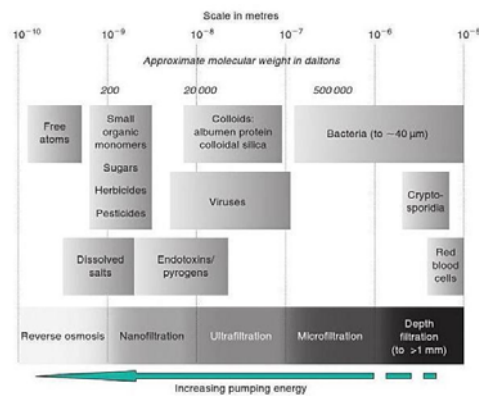 Scale in metres
10⁻¹⁰ 10⁻⁹ 10⁻⁸ 10⁻⁷ 10⁻⁶ 10⁻⁵
Approximate molecular weight in daltons
200 20 000 500 000
Free
atoms
Small
organic
monomers
Sugars
Herbicides
Pesticides
Colloids:
albumen protein
colloidal silica
Bacteria (to ~40 µm)
Viruses
Crypto-
sporidia
Dissolved
salts
Endotoxins/
pyrogens
Red
blood
cells
Reverse osmosis
Nanofiltration
Ultrafiltration
Microfiltration
Depth
filtration
(to >1 mm)
Increasing pumping energy